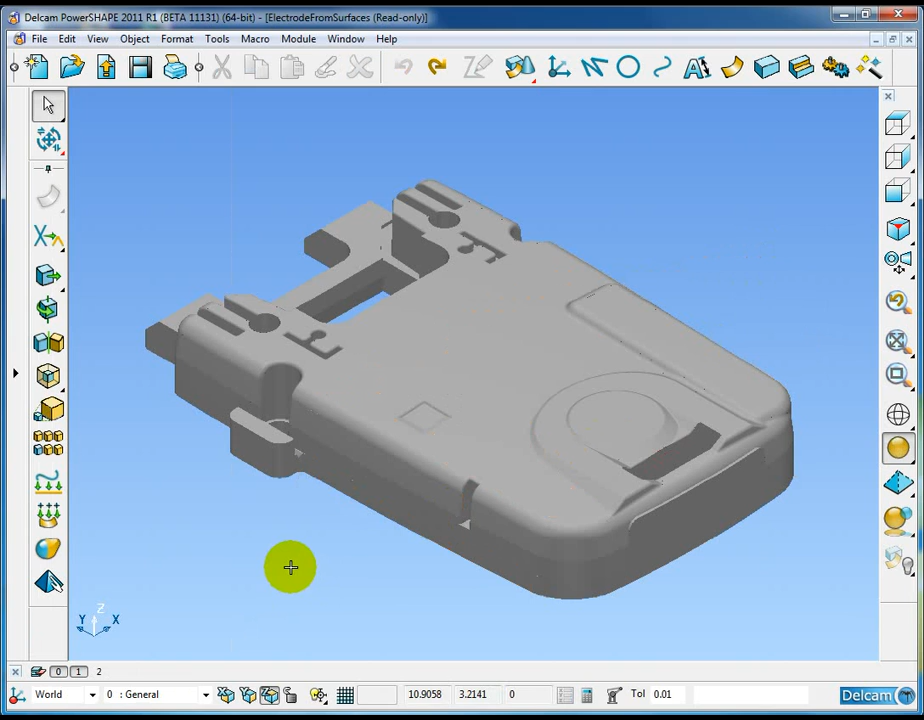 Delcam PowerSHAPE 2011 R1 (BETA 11131) (64-bit) - [ElectrodeFromSurfaces (Read-only)]
File Edit View Object Format Tools Macro Module Window Help
Z
Y X
0 1 2
World 0 : General 10.9058 3.2141 0 Tol 0.01 Delcam